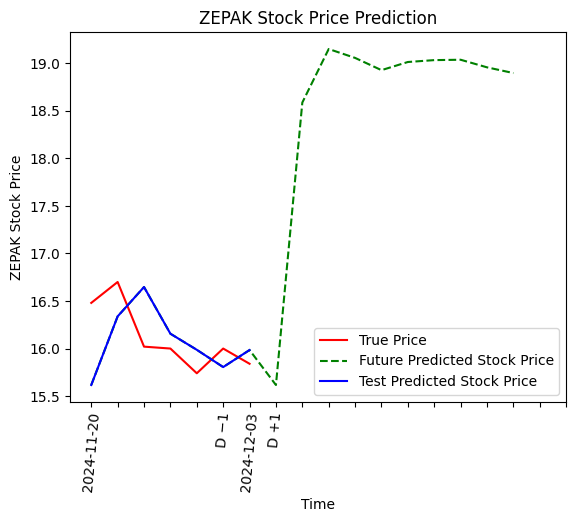 ZEPAK Stock Price Prediction
ZEPAK Stock Price
19.0
18.5
18.0
17.5
17.0
16.5
16.0
15.5
True Price
Future Predicted Stock Price
Test Predicted Stock Price
2024-11-20
D −1
2024-12-03
D +1
Time